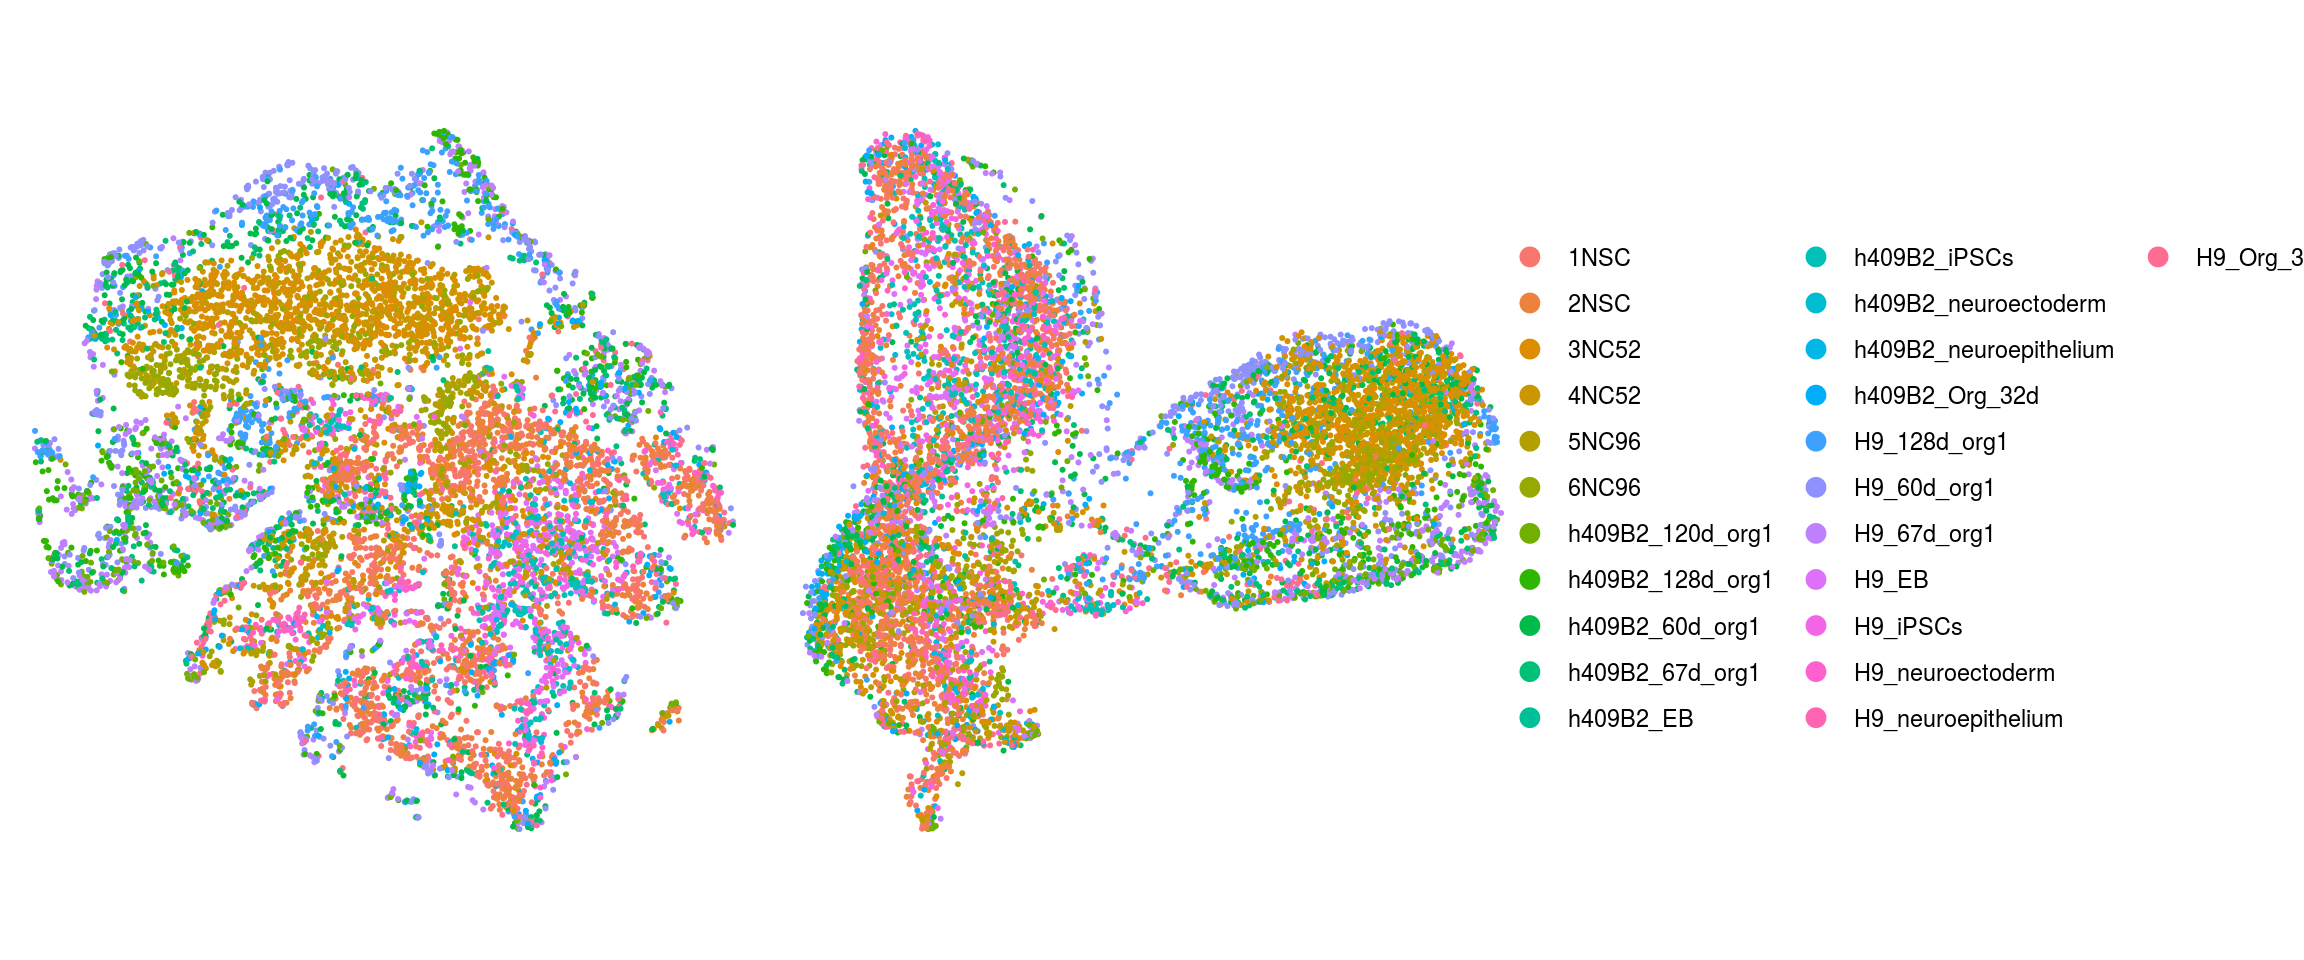 1NSC
2NSC
3NC52
4NC52
5NC96
6NC96
h409B2_120d_org1
h409B2_128d_org1
h409B2_60d_org1
h409B2_67d_org1
h409B2_EB
h409B2_iPSCs
h409B2_neuroectoderm
h409B2_neuroepithelium
h409B2_Org_32d
H9_128d_org1
H9_60d_org1
H9_67d_org1
H9_EB
H9_iPSCs
H9_neuroectoderm
H9_neuroepithelium
H9_Org_3